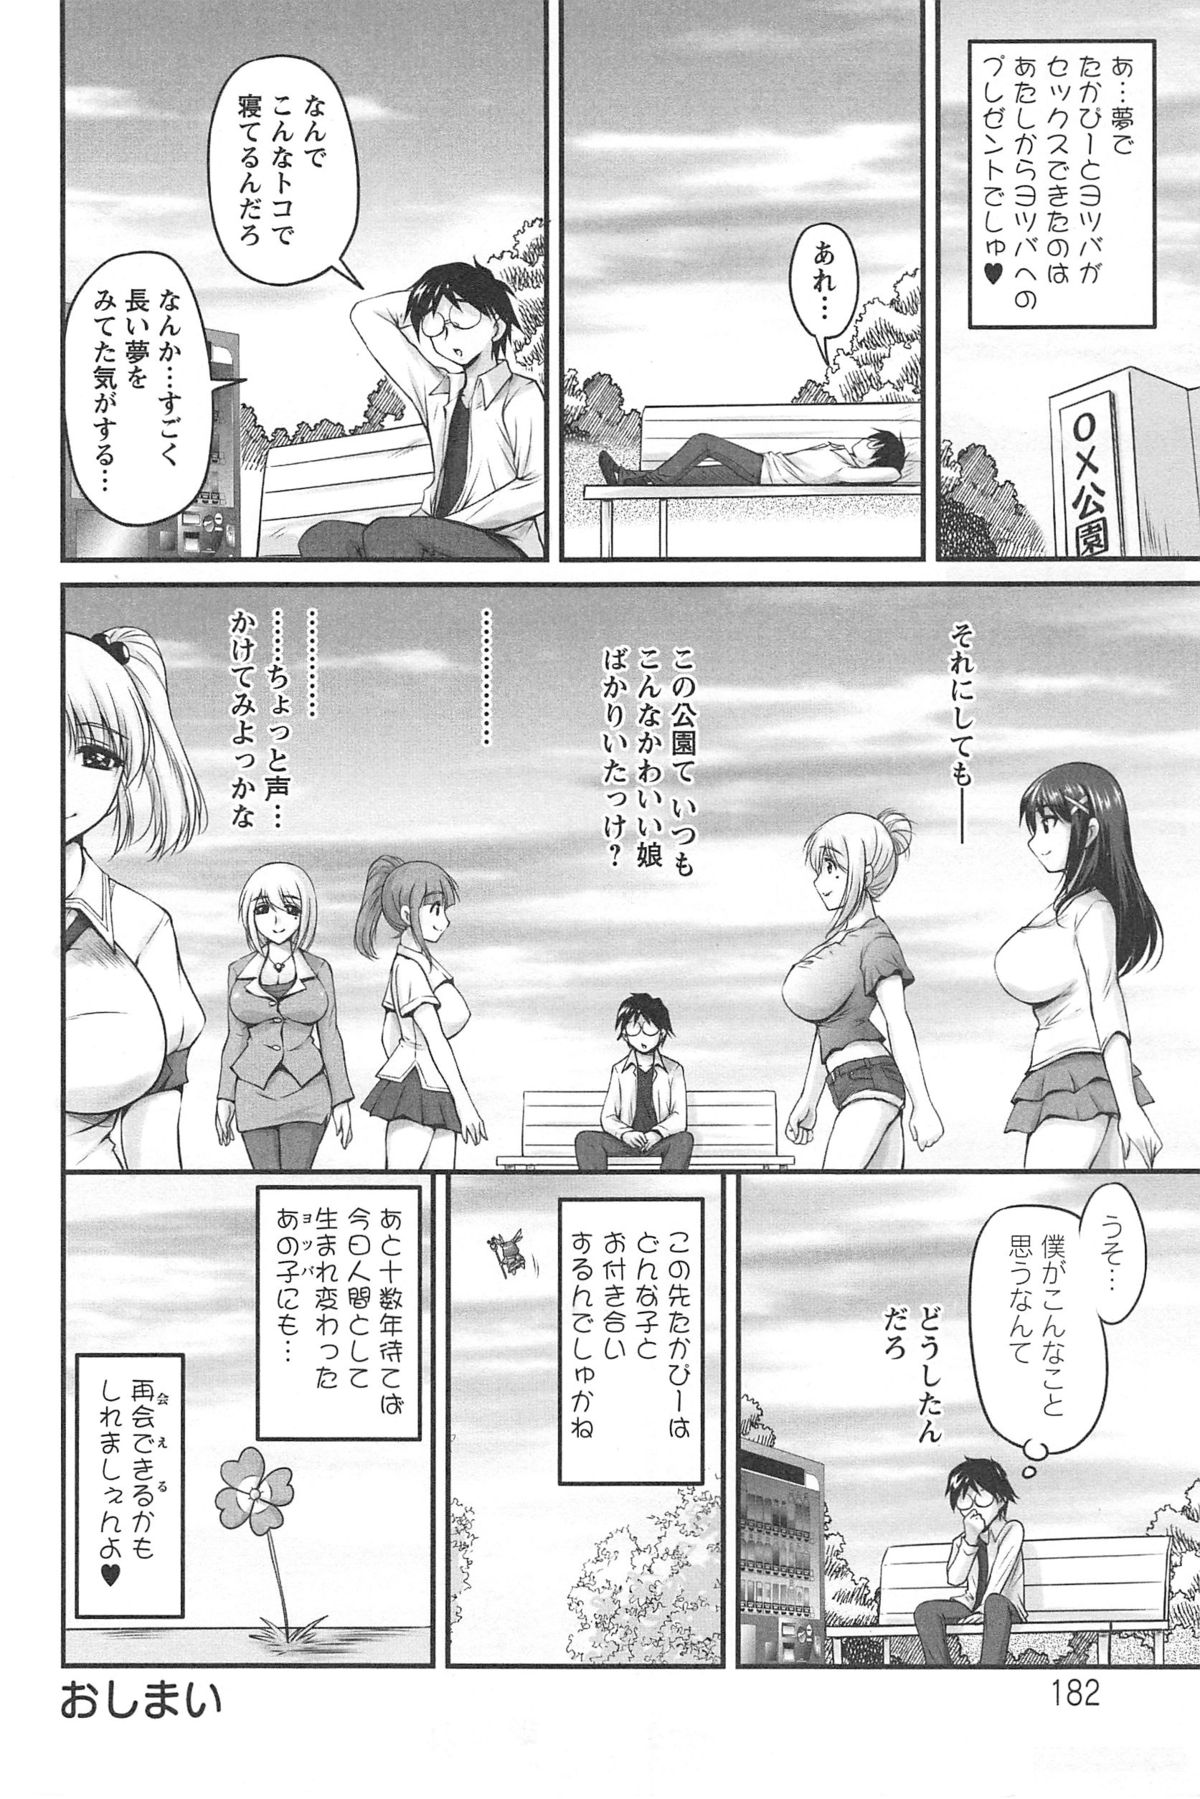 あ…夢で
たかぴーとヨツバが
セックスできたのは
あたしからヨツバへの
プレゼントでしゅ♥
〇×公園
あれ…
なんで
こんなトコで
寝てるんだろ
なんか…すごく
長い夢を
みてた気がする…
それにしても――
この公園ていつも
こんなかわいい娘
ばかりいたっけ？
………………
…………
……ちょっと声…
かけてみよっかな
うそ…
僕がこんなこと
思うなんて
どうしたん
だろ
この先たかぴーは
どんな子と
お付き合い
するんでしゅかね
あと十数年待てば
今日人間として
生まれ変わった
あの子にも…
ヨツバ
再会できるかも
会える
しれましぇんよ♥
おしまい
182